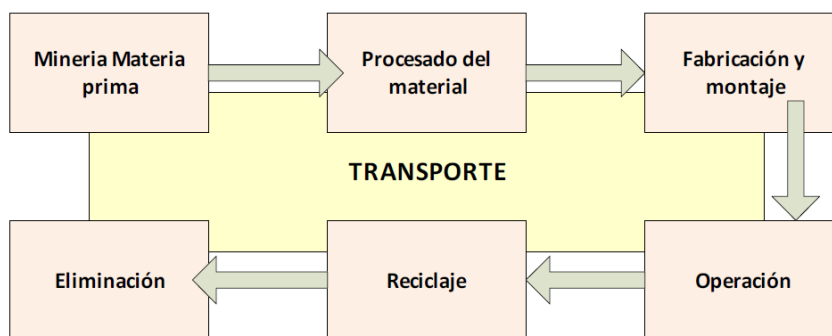 Mineria Materia
prima
Procesado del
material
Fabricación y
montaje
TRANSPORTE
Eliminación
Reciclaje
Operación